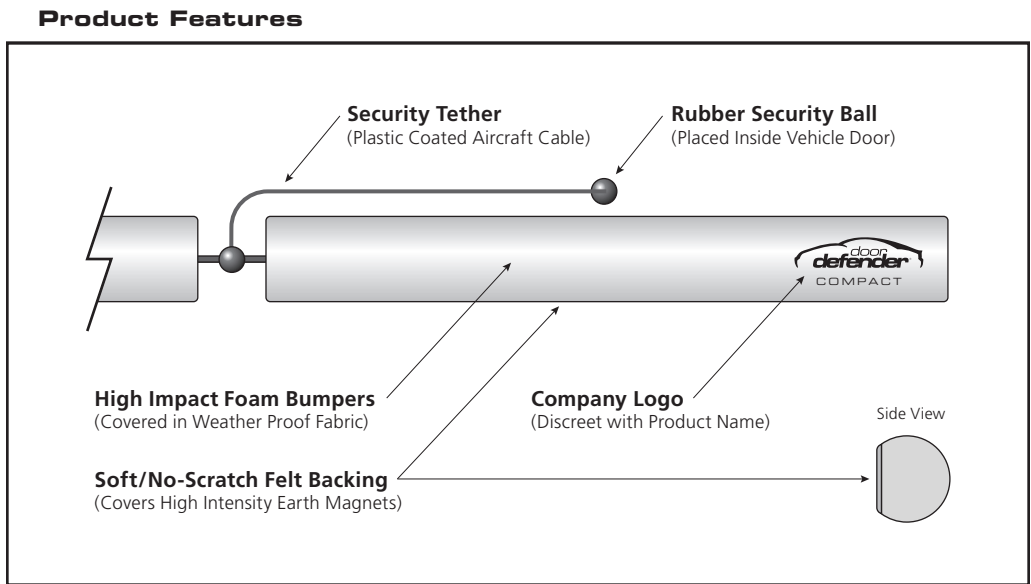 Product Features
Security Tether
(Plastic Coated Aircraft Cable)
Rubber Security Ball
(Placed Inside Vehicle Door)
door
defender
COMPACT
High Impact Foam Bumpers
(Covered in Weather Proof Fabric)
Company Logo
(Discreet with Product Name)
Side View
Soft/No-Scratch Felt Backing
(Covers High Intensity Earth Magnets)